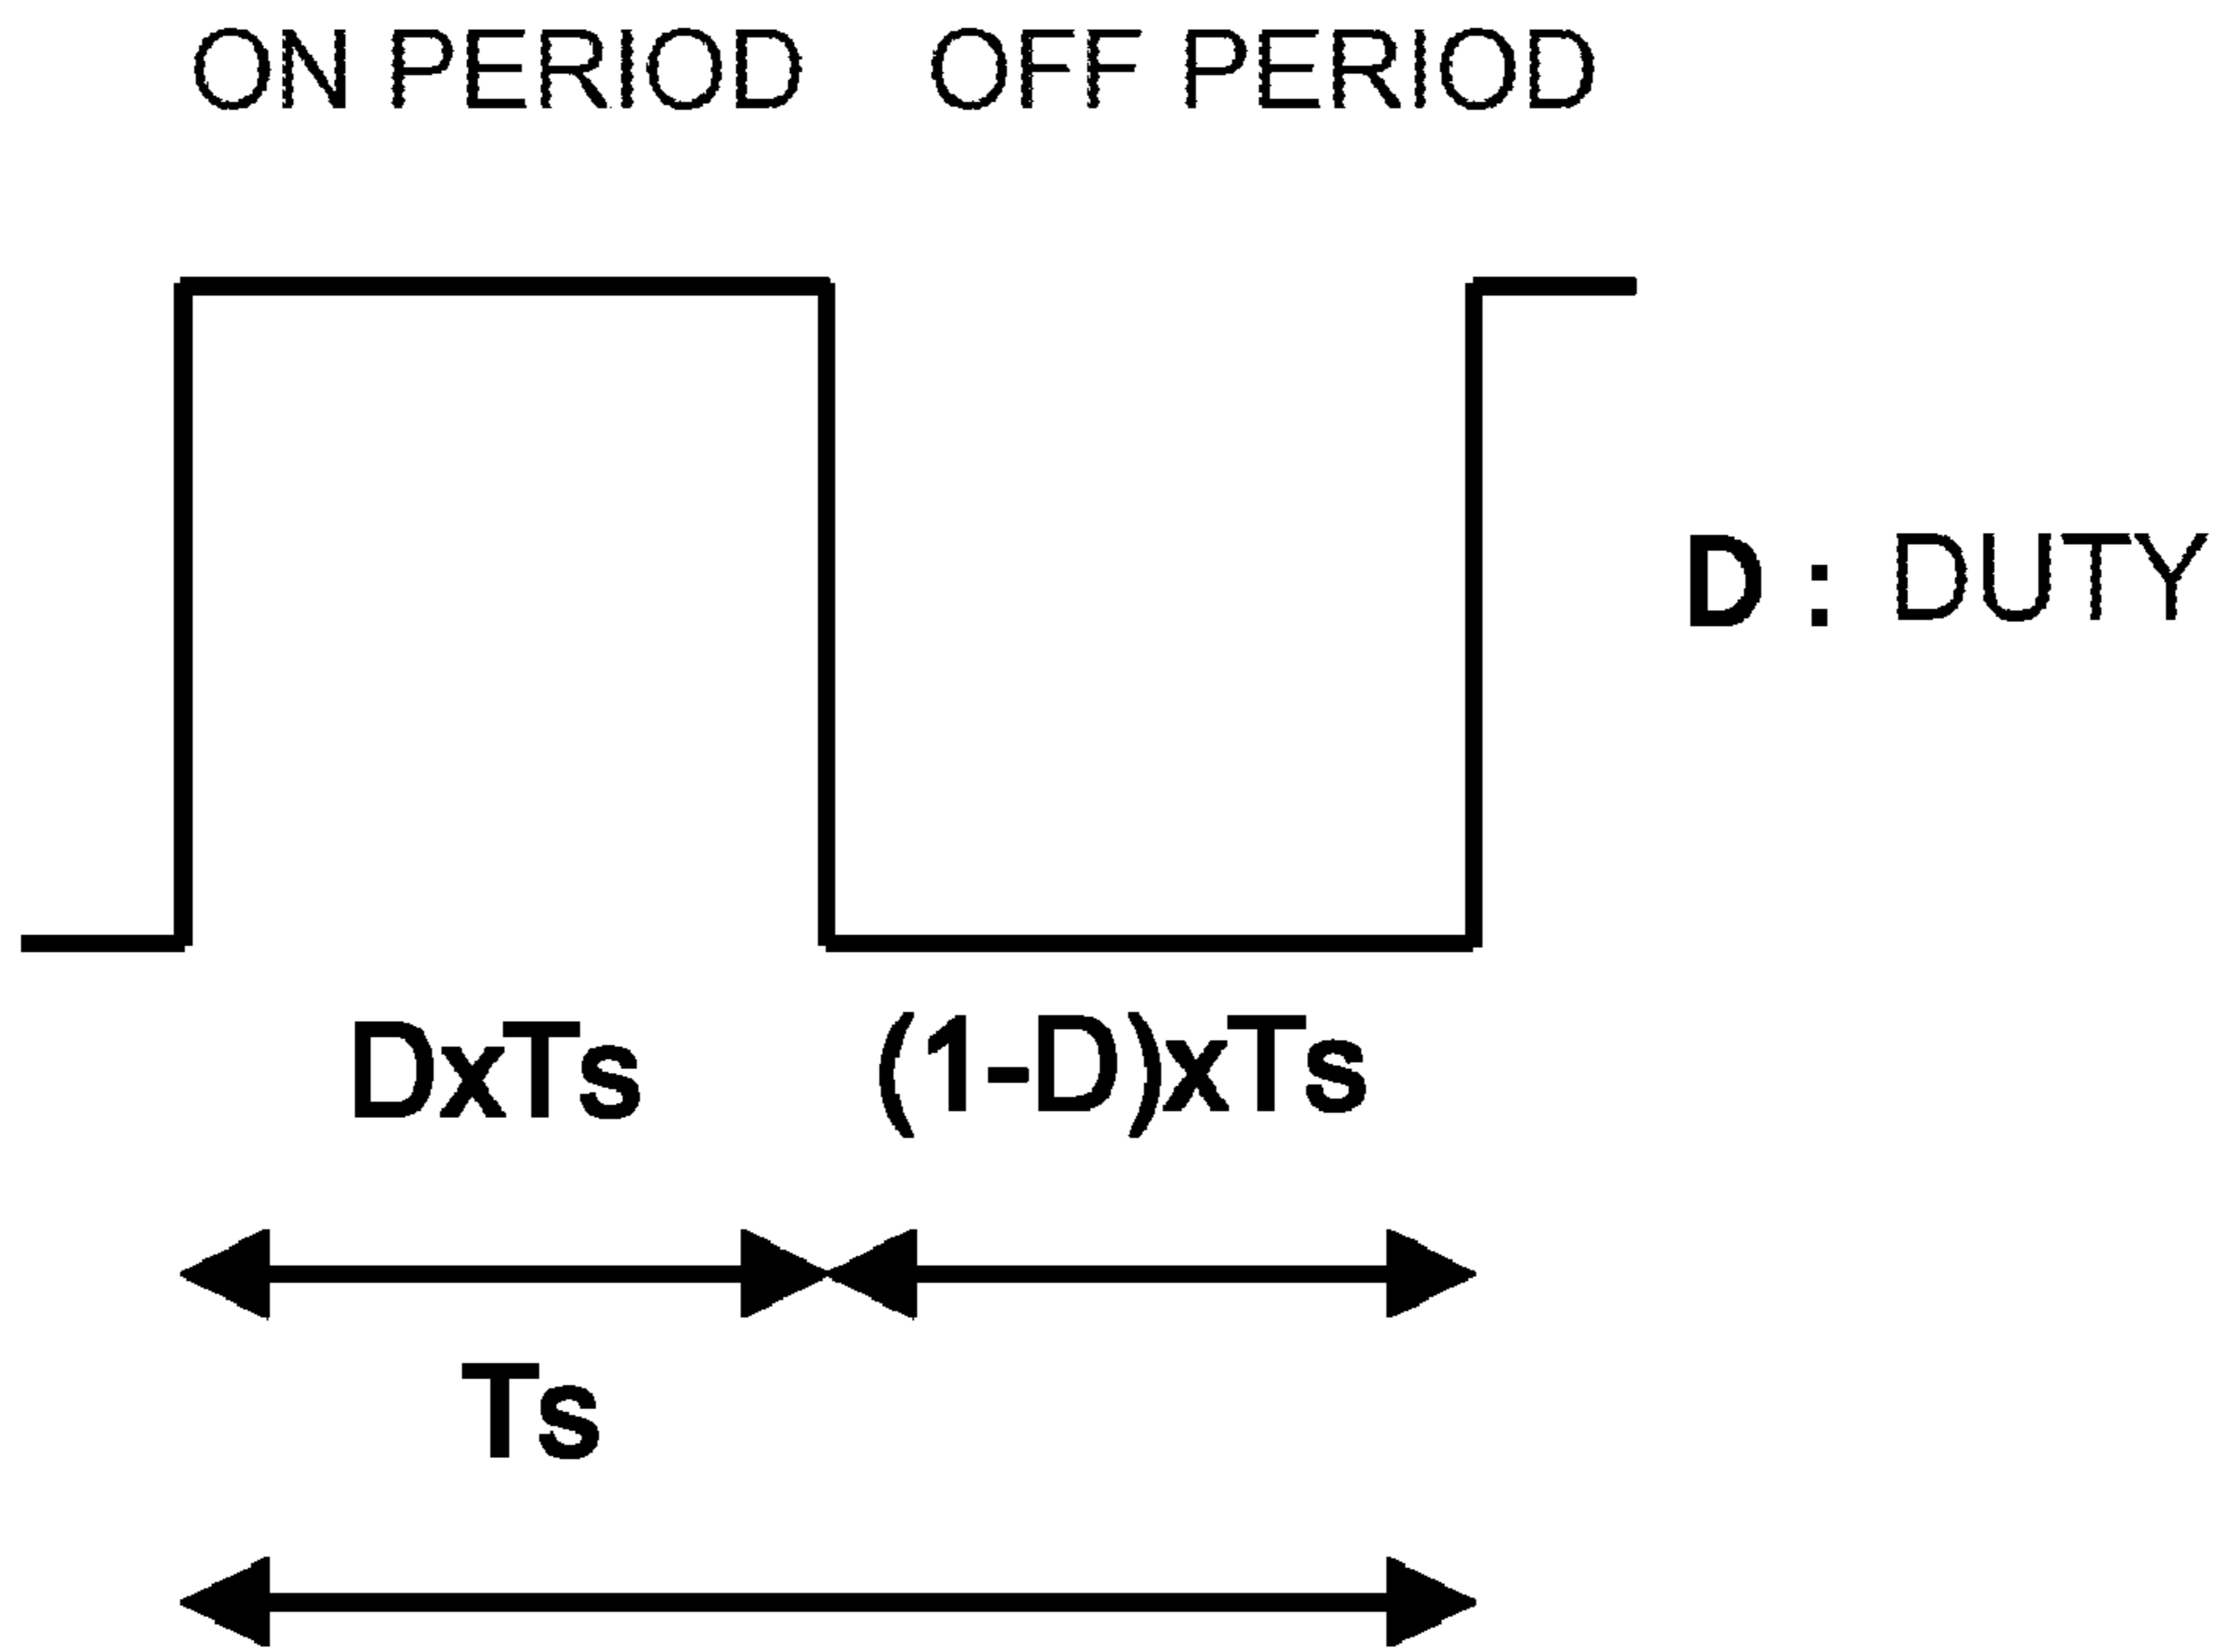 ON PERIOD OFF PERIOD
D : DUTY
DxTs (1-D)xTs
Ts